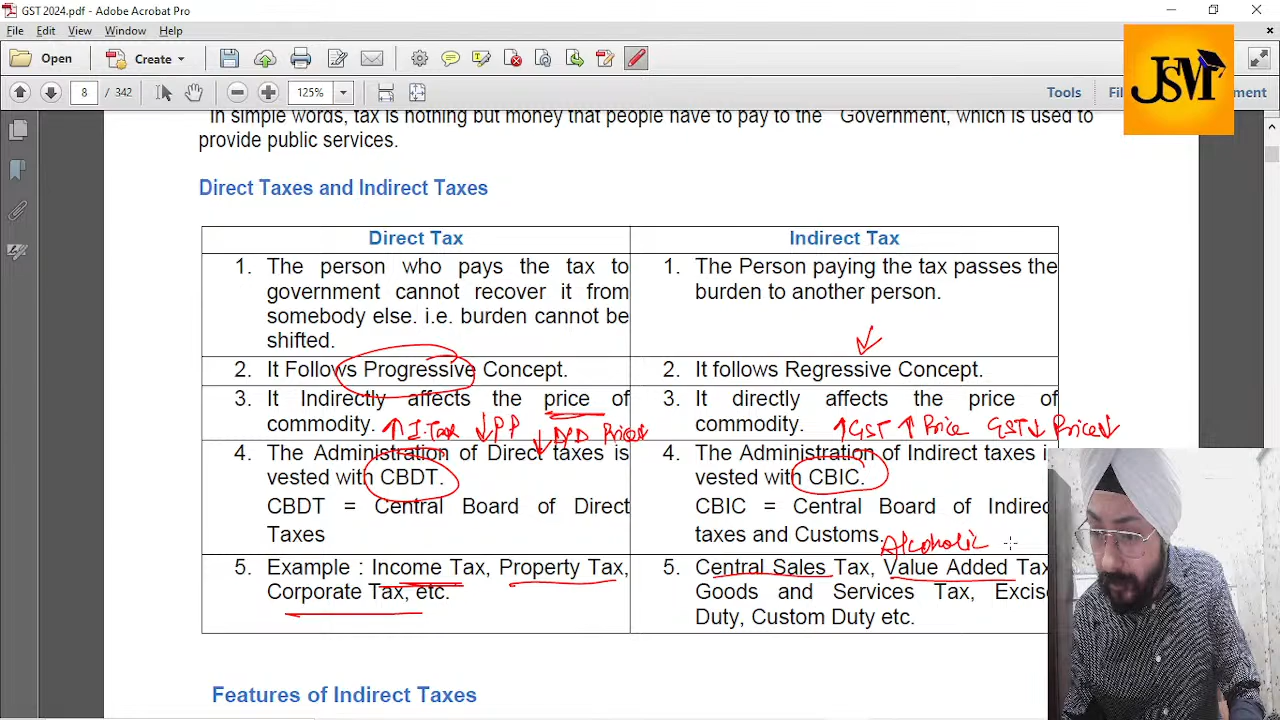 GST 2024.pdf - Adobe Acrobat Pro
File Edit View Window Help
Open Create
8 / 342 125% Tools
JSM
In simple words, tax is nothing but money that people have to pay to the Government, which is used to
provide public services.
Direct Taxes and Indirect Taxes
Direct Tax
Indirect Tax
1. The person who pays the tax to
government cannot recover it from
somebody else. i.e. burden cannot be
shifted.
1. The Person paying the tax passes the
burden to another person.
2. It Follows Progressive Concept.
2. It follows Regressive Concept.
3. It Indirectly affects the price of
commodity. ↑ I.Tax ↓PP ↓D/D Price↓
3. It directly affects the price of
commodity. ↑GST ↑ Price GST↓ Price↓
4. The Administration of Direct taxes is
vested with CBDT.
CBDT = Central Board of Direct
Taxes
4. The Administration of Indirect taxes
vested with CBIC.
CBIC = Central Board of Indirect
taxes and Customs.
Alcoholic
5. Example : Income Tax, Property Tax,
Corporate Tax, etc.
5. Central Sales Tax, Value Added Tax
Goods and Services Tax, Excise
Duty, Custom Duty etc.
Features of Indirect Taxes